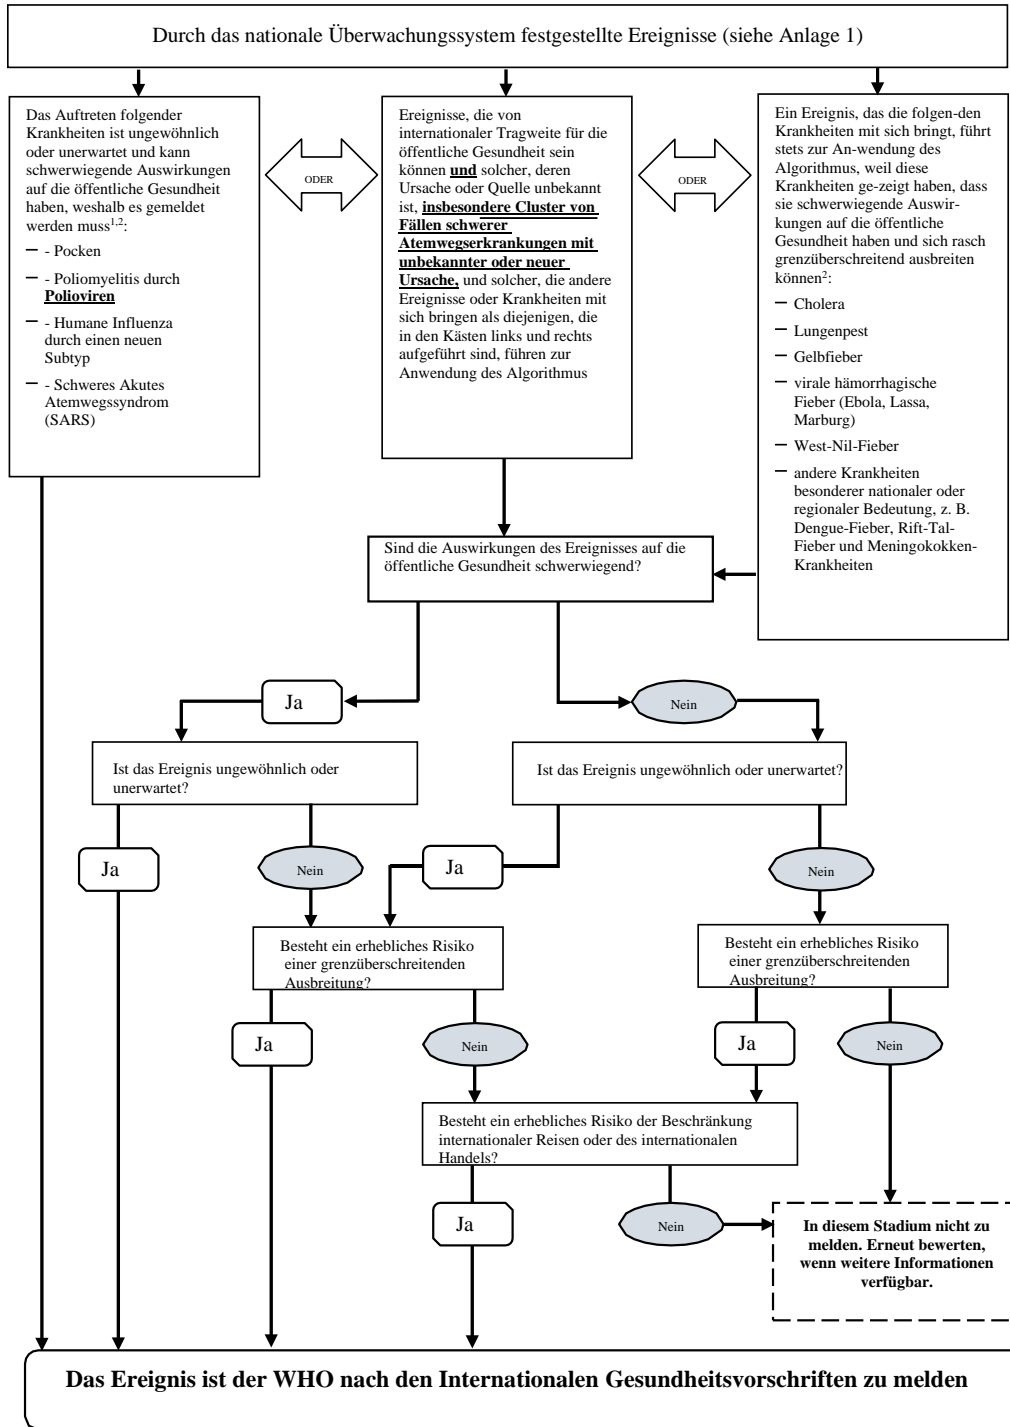 Durch das nationale Überwachungssystem festgestellte Ereignisse (siehe Anlage 1)
Das Auftreten folgender
Krankheiten ist ungewöhnlich
oder unerwartet und kann
schwerwiegende Auswirkungen
auf die öffentliche Gesundheit
haben, weshalb es gemeldet
werden muss1,2:
– - Pocken
– - Poliomyelitis durch
Polioviren
– - Humane Influenza
durch einen neuen
Subtyp
– - Schweres Akutes
Atemwegssyndrom
(SARS)
ODER
Ereignisse, die von
internationaler Tragweite für die
öffentliche Gesundheit sein
können und solcher, deren
Ursache oder Quelle unbekannt
ist, insbesondere Cluster von
Fällen schwerer
Atemwegserkrankungen mit
unbekannter oder neuer
Ursache, und solcher, die andere
Ereignisse oder Krankheiten mit
sich bringen als diejenigen, die
in den Kästen links und rechts
aufgeführt sind, führen zur
Anwendung des Algorithmus
ODER
Ein Ereignis, das die folgen-den
Krankheiten mit sich bringt, führt
stets zur An-wendung des
Algorithmus, weil diese
Krankheiten ge-zeigt haben, dass
sie schwerwiegende Auswir-
kungen auf die öffentliche
Gesundheit haben und sich rasch
grenzüberschreitend ausbreiten
können2:
– Cholera
– Lungenpest
– Gelbfieber
– virale hämorrhagische
Fieber (Ebola, Lassa,
Marburg)
– West-Nil-Fieber
– andere Krankheiten
besonderer nationaler oder
regionaler Bedeutung, z. B.
Dengue-Fieber, Rift-Tal-
Fieber und Meningokokken-
Krankheiten
Sind die Auswirkungen des Ereignisses auf die
öffentliche Gesundheit schwerwiegend?
Ja
Nein
Ist das Ereignis ungewöhnlich oder
unerwartet?
Ist das Ereignis ungewöhnlich oder unerwartet?
Ja
Nein
Ja
Nein
Besteht ein erhebliches Risiko
einer grenzüberschreitenden
Ausbreitung?
Besteht ein erhebliches Risiko
einer grenzüberschreitenden
Ausbreitung?
Ja
Nein
Ja
Nein
Besteht ein erhebliches Risiko der Beschränkung
internationaler Reisen oder des internationalen
Handels?
Ja
Nein
In diesem Stadium nicht zu
melden. Erneut bewerten,
wenn weitere Informationen
verfügbar.
Das Ereignis ist der WHO nach den Internationalen Gesundheitsvorschriften zu melden